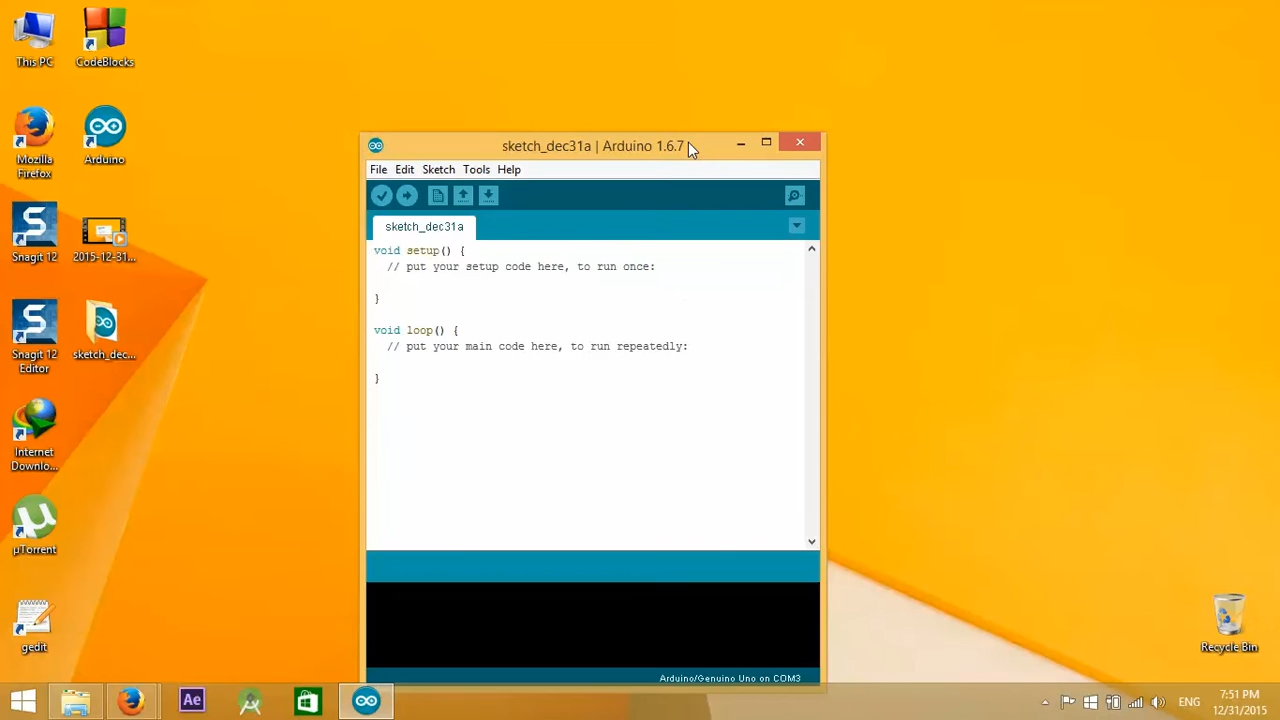 This PC
CodeBlocks
Mozilla
Firefox
Arduino
Snagit 12
2015-12-31...
Snagit 12
Editor
sketch_dec...
Internet
Downlo...
µTorrent
gedit
sketch_dec31a | Arduino 1.6.7
File Edit Sketch Tools Help
sketch_dec31a
void setup() {
// put your setup code here, to run once:
}
void loop() {
// put your main code here, to run repeatedly:
}
Arduino/Genuino Uno on COM3
Recycle Bin
Ae
ENG
7:51 PM
12/31/2015